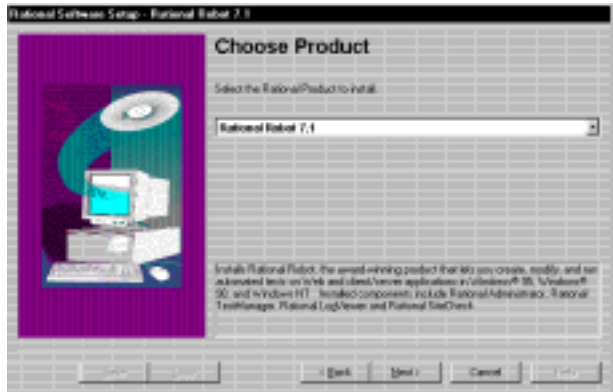 Rational Software Setup - Rational Robot 7.1
Choose Product
Select the Rational Product to install.
Rational Robot 7.1
Installs Rational Robot, the award-winning product that lets you create, modify, and run
automated tests on Web and client/server applications in Windows® 95, Windows®
98, and Windows NT. Installed components include Rational Administrator, Rational
TestManager, Rational LogViewer and Rational SiteCheck.
< Back
Next >
Cancel
Help